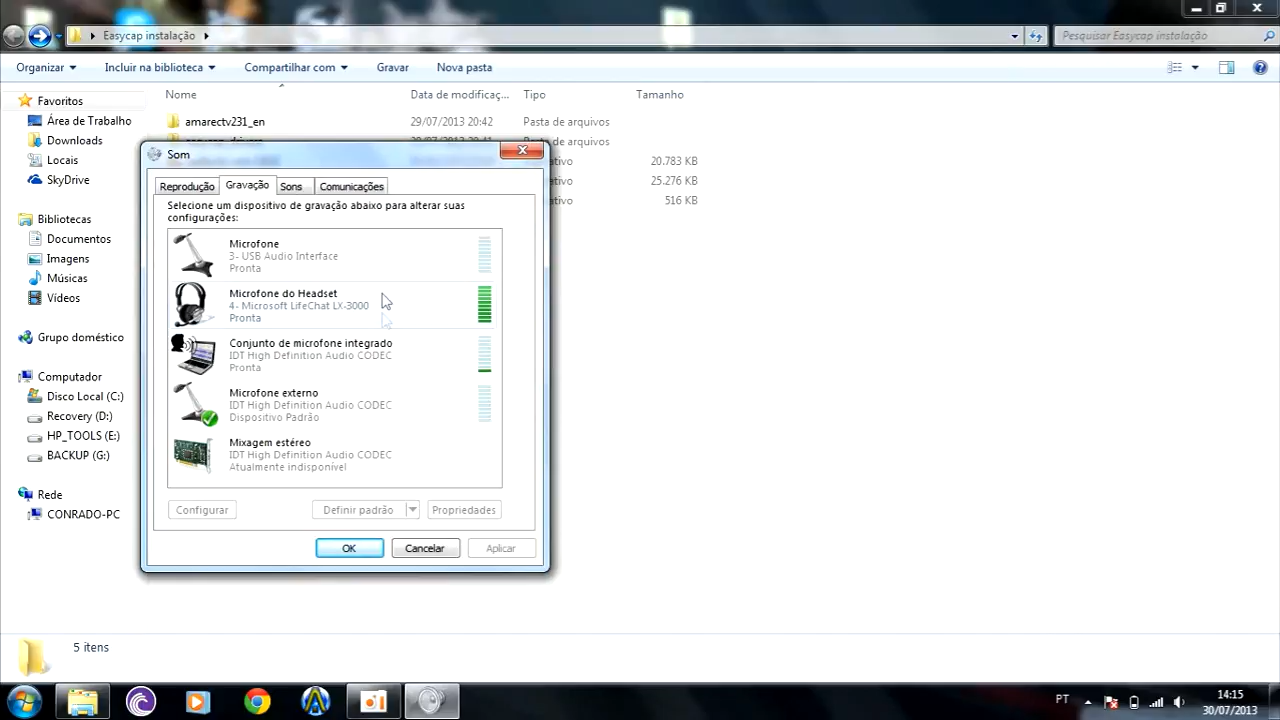 Easycap instalação
Pesquisar Easycap instalação
Organizar
Incluir na biblioteca
Compartilhar com
Gravar
Nova pasta
Favoritos
Área de Trabalho
Downloads
Locais
SkyDrive
Bibliotecas
Documentos
Imagens
Músicas
Vídeos
Grupo doméstico
Computador
Disco Local (C:)
Recovery (D:)
HP_TOOLS (E:)
BACKUP (G:)
Rede
CONRADO-PC
Nome
Data de modificaç...
Tipo
Tamanho
amarectv231_en
29/07/2013 20:42
Pasta de arquivos
Pasta de arquivos
20.783 KB
25.276 KB
516 KB
Som
Reprodução
Gravação
Sons
Comunicações
Selecione um dispositivo de gravação abaixo para alterar suas
configurações:
Microfone
3- USB Audio Interface
Pronta
Microfone do Headset
4- Microsoft LifeChat LX-3000
Pronta
Conjunto de microfone integrado
IDT High Definition Audio CODEC
Pronta
Microfone externo
IDT High Definition Audio CODEC
Dispositivo Padrão
Mixagem estéreo
IDT High Definition Audio CODEC
Atualmente indisponível
Configurar
Definir padrão
Propriedades
OK
Cancelar
Aplicar
5 itens
PT
14:15
30/07/2013